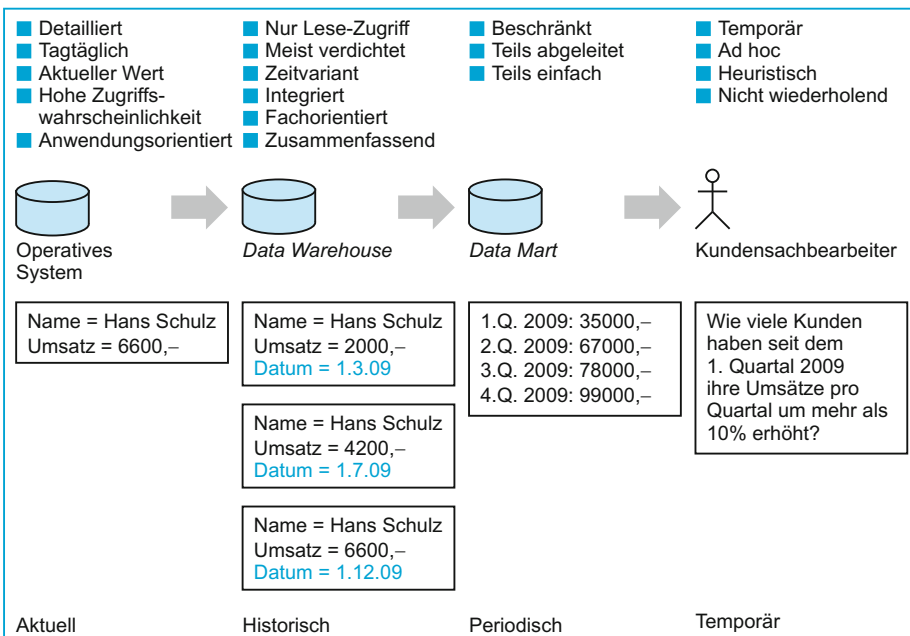 Detailliert
Tagtäglich
Aktueller Wert
Hohe Zugriffs-
wahrscheinlichkeit
Anwendungsorientiert
Nur Lese-Zugriff
Meist verdichtet
Zeitvariant
Integriert
Fachorientiert
Zusammenfassend
Beschränkt
Teils abgeleitet
Teils einfach
Temporär
Ad hoc
Heuristisch
Nicht wiederholend
Operatives
System
Data Warehouse
Data Mart
Kundensachbearbeiter
Name = Hans Schulz
Umsatz = 6600,–
Name = Hans Schulz
Umsatz = 2000,–
Datum = 1.3.09
Name = Hans Schulz
Umsatz = 4200,–
Datum = 1.7.09
Name = Hans Schulz
Umsatz = 6600,–
Datum = 1.12.09
1.Q. 2009: 35000,–
2.Q. 2009: 67000,–
3.Q. 2009: 78000,–
4.Q. 2009: 99000,–
Wie viele Kunden
haben seit dem
1. Quartal 2009
ihre Umsätze pro
Quartal um mehr als
10% erhöht?
Aktuell
Historisch
Periodisch
Temporär